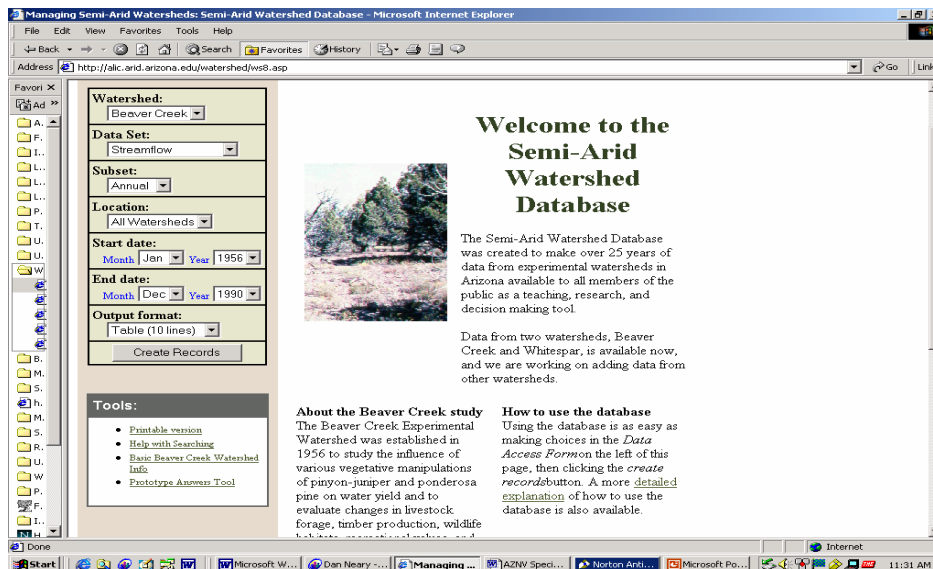 Managing Semi-Arid Watersheds: Semi-Arid Watershed Database - Microsoft Internet Explorer
File Edit View Favorites Tools Help
Back Search Favorites History
Address http://alic.arid.arizona.edu/watershed/ws8.asp Go Link
Favori X
Ad »
A.
F.
I..
L..
L..
L..
P.
T.
U.
U.
W
B.
M.
S.
h.
M.
S.
R.
U.
W
P.
F.
I..
N H
Watershed:
Beaver Creek
Data Set:
Streamflow
Subset:
Annual
Location:
All Watersheds
Start date:
Month Jan Year 1956
End date:
Month Dec Year 1990
Output format:
Table (10 lines)
Create Records
Tools:
Printable version
Help with Searching
Basic Beaver Creek Watershed
Info
Prototype Answers Tool
Welcome to the
Semi-Arid
Watershed
Database
The Semi-Arid Watershed Database
was created to make over 25 years of
data from experimental watersheds in
Arizona available to all members of the
public as a teaching, research, and
decision making tool.
Data from two watersheds, Beaver
Creek and Whitespar, is available now,
and we are working on adding data from
other watersheds.
About the Beaver Creek study
The Beaver Creek Experimental
Watershed was established in
1956 to study the influence of
various vegetative manipulations
of pinyon-juniper and ponderosa
pine on water yield and to
evaluate changes in livestock
forage, timber production, wildlife
How to use the database
Using the database is as easy as
making choices in the Data
Access Formon the left of this
page, then clicking the create
recordsbutton. A more detailed
explanation of how to use the
database is also available.
Done Internet
Start Microsoft W... Dan Neary -... Managing ... AZNV Speci... Norton Anti... Microsoft Po... 11:31 AM